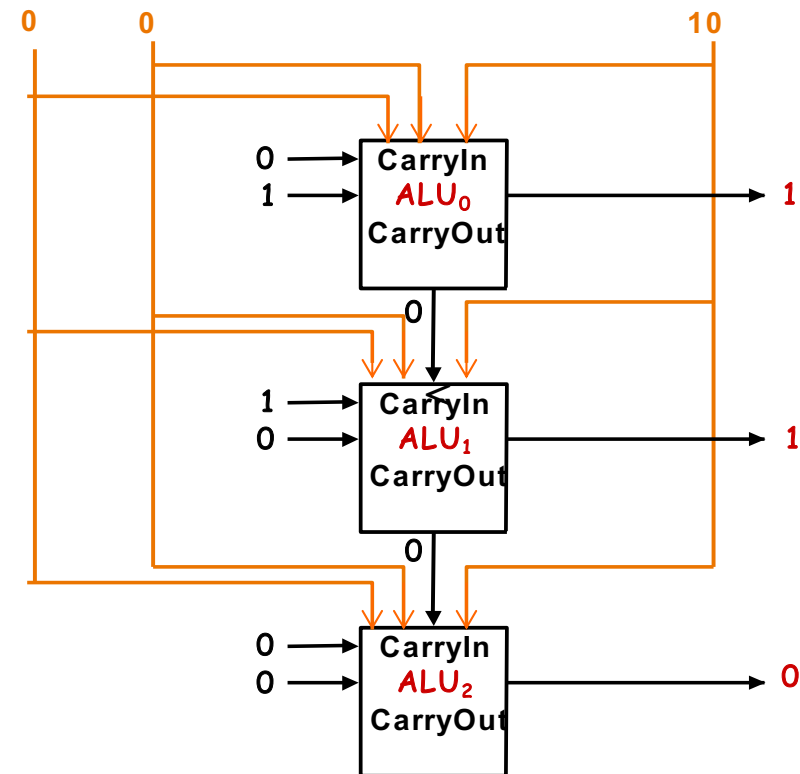 0 0 10
0 CarryIn
1 ALU₀ 1
CarryOut
0
1 CarryIn
0 ALU₁ 1
CarryOut
0
0 CarryIn
0 ALU₂ 0
CarryOut